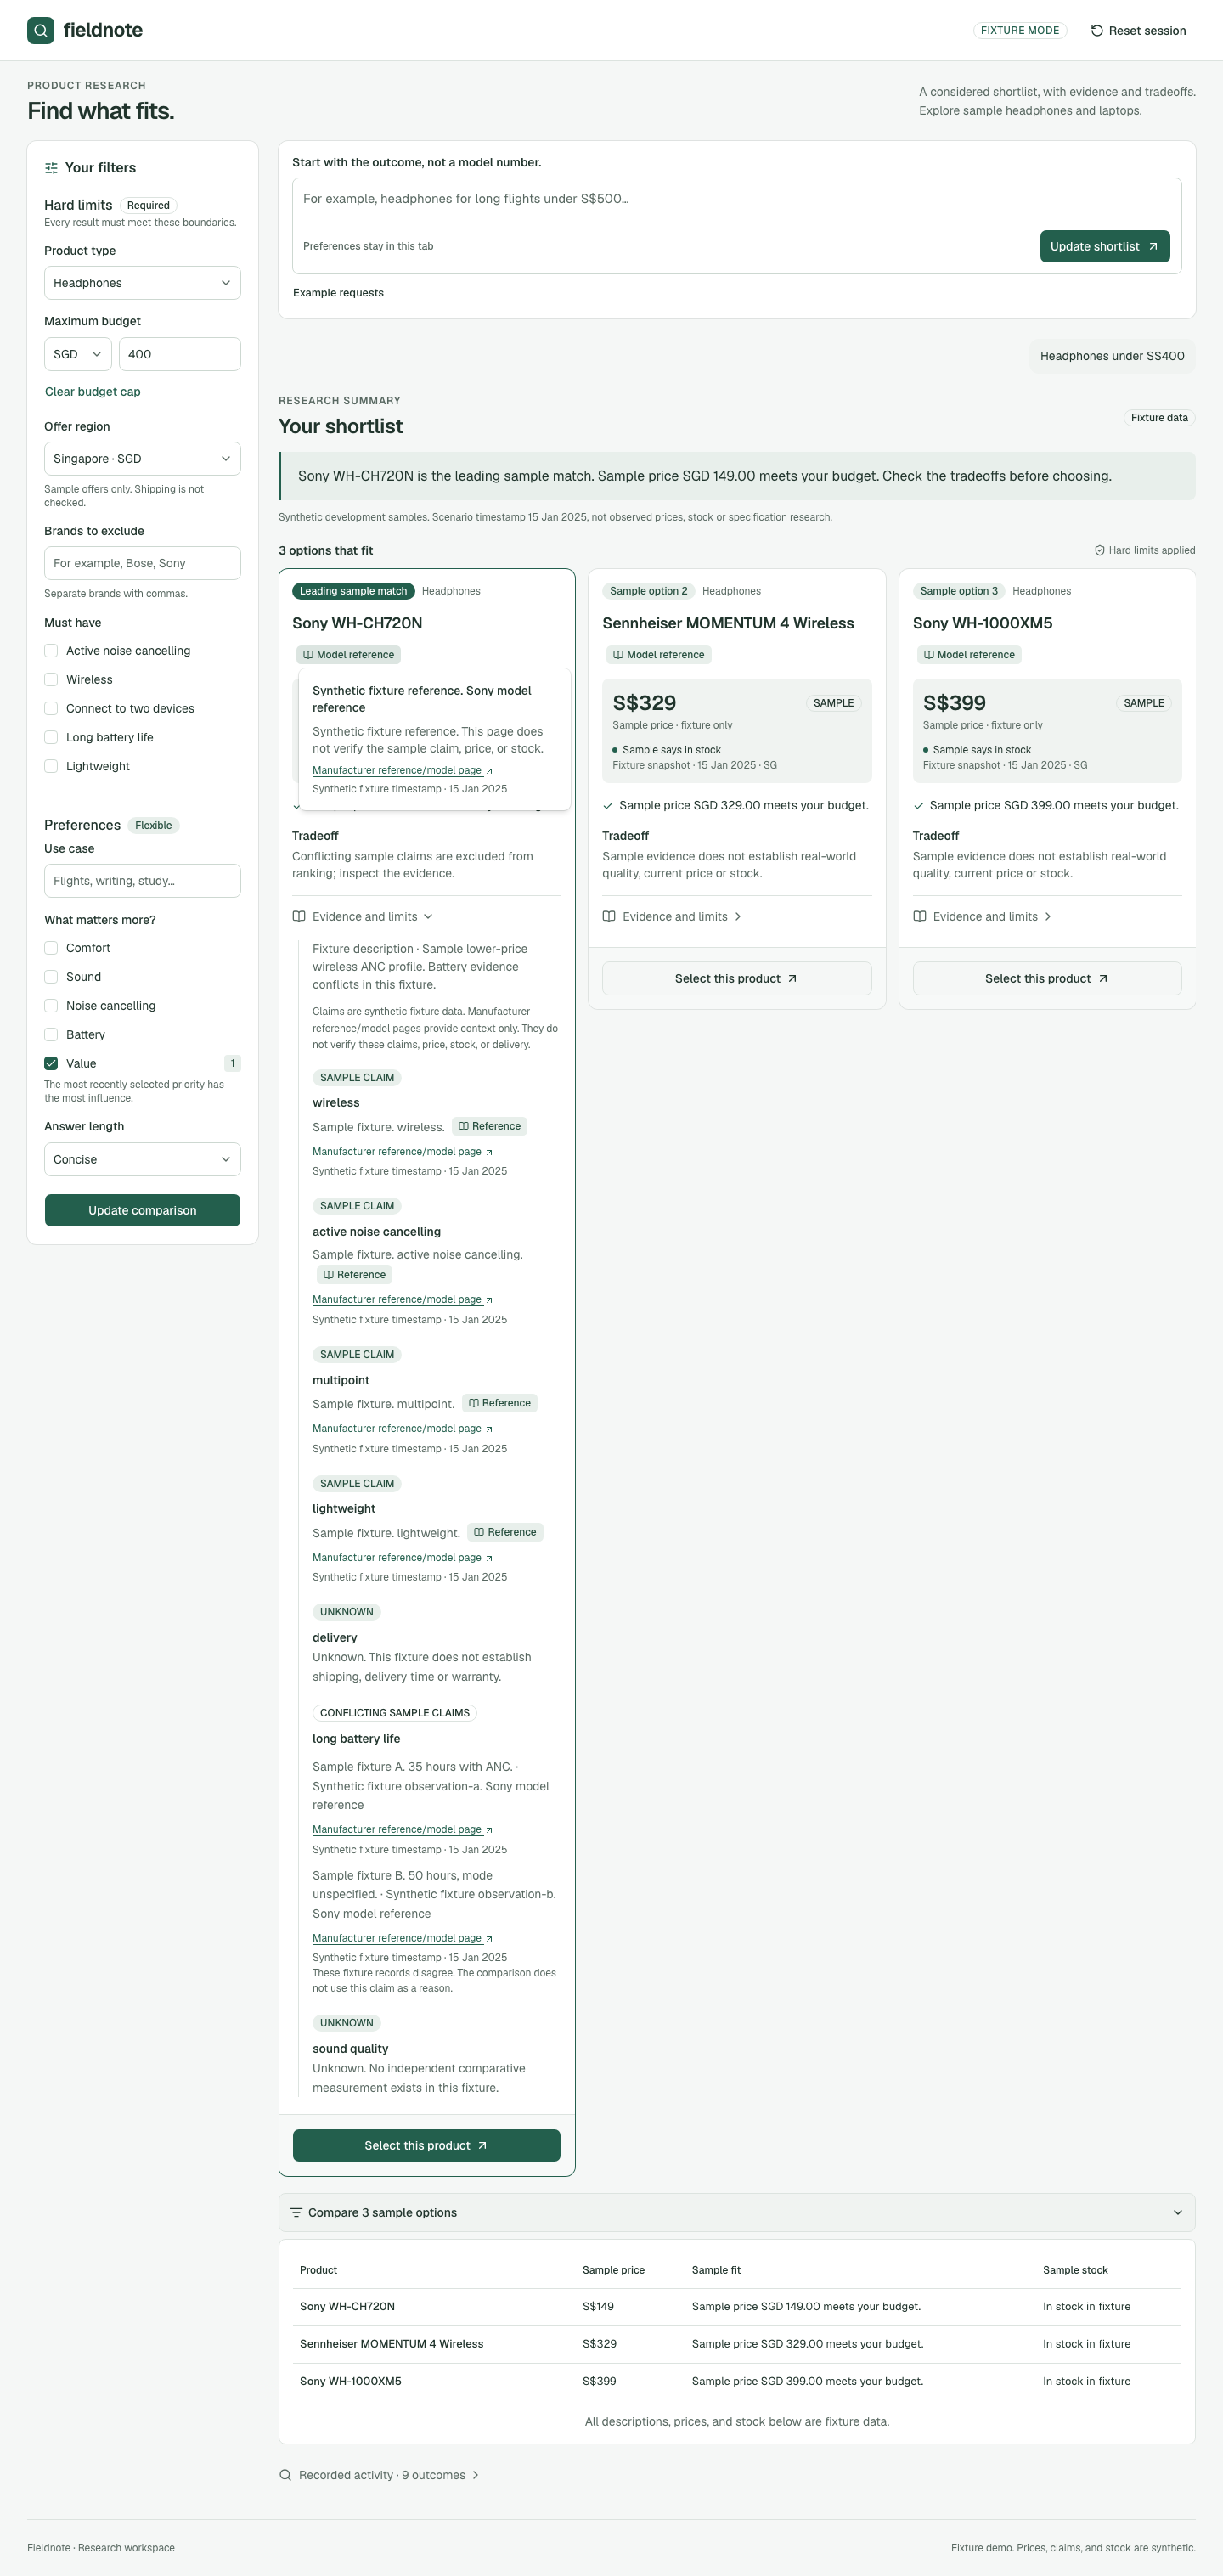 fieldnote
FIXTURE MODE
Reset session
PRODUCT RESEARCH
Find what fits.
A considered shortlist, with evidence and tradeoffs.
Explore sample headphones and laptops.
Your filters
Hard limits
Required
Every result must meet these boundaries.
Product type
Headphones
Maximum budget
SGD
400
Clear budget cap
Offer region
Singapore · SGD
Sample offers only. Shipping is not
checked.
Brands to exclude
For example, Bose, Sony
Separate brands with commas.
Must have
Active noise cancelling
Wireless
Connect to two devices
Long battery life
Lightweight
Preferences
Flexible
Use case
Flights, writing, study...
What matters more?
Comfort
Sound
Noise cancelling
Battery
Value
1
The most recently selected priority has
the most influence.
Answer length
Concise
Update comparison
Start with the outcome, not a model number.
For example, headphones for long flights under S$500...
Preferences stay in this tab
Update shortlist
Example requests
Headphones under S$400
RESEARCH SUMMARY
Your shortlist
Fixture data
Sony WH-CH720N is the leading sample match. Sample price SGD 149.00 meets your budget. Check the tradeoffs before choosing.
Synthetic development samples. Scenario timestamp 15 Jan 2025, not observed prices, stock or specification research.
3 options that fit
Hard limits applied
Leading sample match
Headphones
Sony WH-CH720N
Model reference
Synthetic fixture reference. Sony model
reference
Synthetic fixture reference. This page does
not verify the sample claim, price, or stock.
Manufacturer reference/model page
Synthetic fixture timestamp · 15 Jan 2025
Tradeoff
Conflicting sample claims are excluded from
ranking; inspect the evidence.
Evidence and limits
Fixture description · Sample lower-price
wireless ANC profile. Battery evidence
conflicts in this fixture.
Claims are synthetic fixture data. Manufacturer
reference/model pages provide context only. They do
not verify these claims, price, stock, or delivery.
SAMPLE CLAIM
wireless
Sample fixture. wireless.
Reference
Manufacturer reference/model page
Synthetic fixture timestamp · 15 Jan 2025
SAMPLE CLAIM
active noise cancelling
Sample fixture. active noise cancelling.
Reference
Manufacturer reference/model page
Synthetic fixture timestamp · 15 Jan 2025
SAMPLE CLAIM
multipoint
Sample fixture. multipoint.
Reference
Manufacturer reference/model page
Synthetic fixture timestamp · 15 Jan 2025
SAMPLE CLAIM
lightweight
Sample fixture. lightweight.
Reference
Manufacturer reference/model page
Synthetic fixture timestamp · 15 Jan 2025
UNKNOWN
delivery
Unknown. This fixture does not establish
shipping, delivery time or warranty.
CONFLICTING SAMPLE CLAIMS
long battery life
Sample fixture A. 35 hours with ANC. ·
Synthetic fixture observation-a. Sony model
reference
Manufacturer reference/model page
Synthetic fixture timestamp · 15 Jan 2025
Sample fixture B. 50 hours, mode
unspecified. · Synthetic fixture observation-b.
Sony model reference
Manufacturer reference/model page
Synthetic fixture timestamp · 15 Jan 2025
These fixture records disagree. The comparison does
not use this claim as a reason.
UNKNOWN
sound quality
Unknown. No independent comparative
measurement exists in this fixture.
Select this product
Sample option 2
Headphones
Sennheiser MOMENTUM 4 Wireless
Model reference
S$329
SAMPLE
Sample price · fixture only
Sample says in stock
Fixture snapshot · 15 Jan 2025 · SG
Sample price SGD 329.00 meets your budget.
Tradeoff
Sample evidence does not establish real-world
quality, current price or stock.
Evidence and limits
Select this product
Sample option 3
Headphones
Sony WH-1000XM5
Model reference
S$399
SAMPLE
Sample price · fixture only
Sample says in stock
Fixture snapshot · 15 Jan 2025 · SG
Sample price SGD 399.00 meets your budget.
Tradeoff
Sample evidence does not establish real-world
quality, current price or stock.
Evidence and limits
Select this product
Compare 3 sample options
Product Sample price Sample fit Sample stock
Sony WH-CH720N S$149 Sample price SGD 149.00 meets your budget. In stock in fixture
Sennheiser MOMENTUM 4 Wireless S$329 Sample price SGD 329.00 meets your budget. In stock in fixture
Sony WH-1000XM5 S$399 Sample price SGD 399.00 meets your budget. In stock in fixture
All descriptions, prices, and stock below are fixture data.
Recorded activity · 9 outcomes
Fieldnote · Research workspace
Fixture demo. Prices, claims, and stock are synthetic.